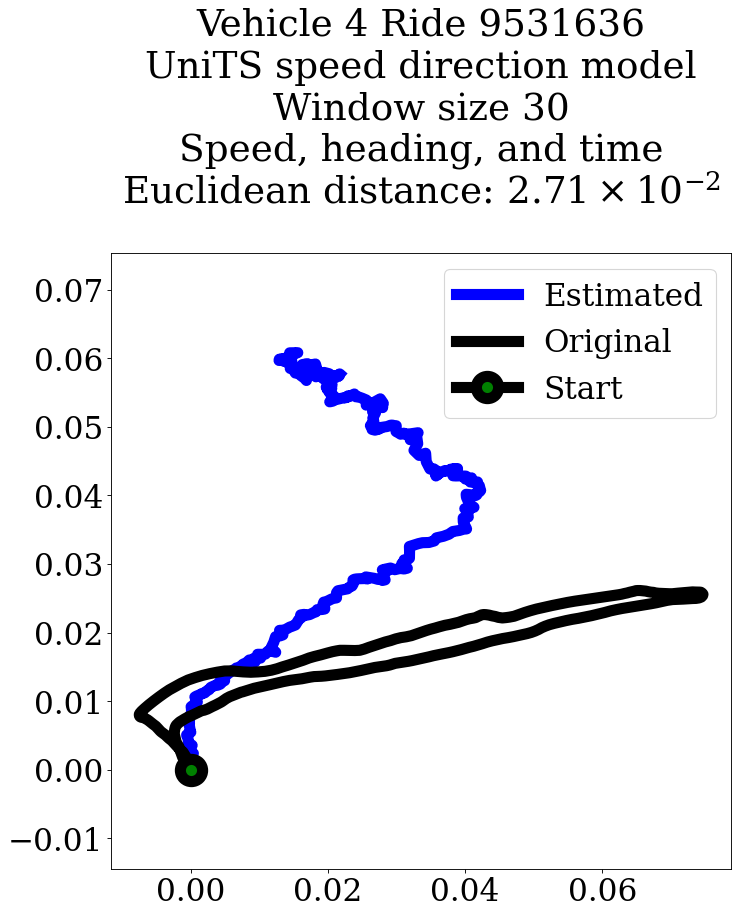 Vehicle 4 Ride 9531636
UniTS speed direction model
Window size 30
Speed, heading, and time
Euclidean distance: 2.71 × 10⁻²
Estimated
Original
Start
0.07
0.06
0.05
0.04
0.03
0.02
0.01
0.00
−0.01
0.00 0.02 0.04 0.06